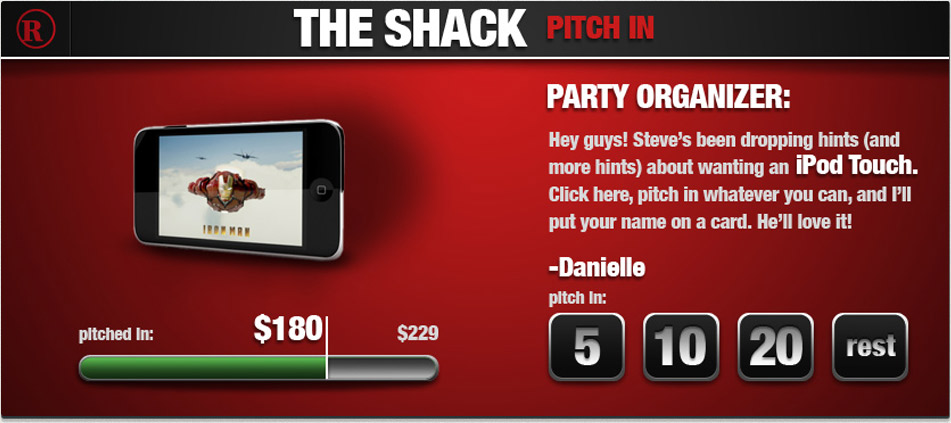 R
THE SHACK PITCH IN
PARTY ORGANIZER:
Hey guys! Steve’s been dropping hints (and
more hints) about wanting an iPod Touch.
Click here, pitch in whatever you can, and I’ll
put your name on a card. He’ll love it!
-Danielle
pitch in:
5 10 20 rest
IRON MAN
pitched in: $180 $229